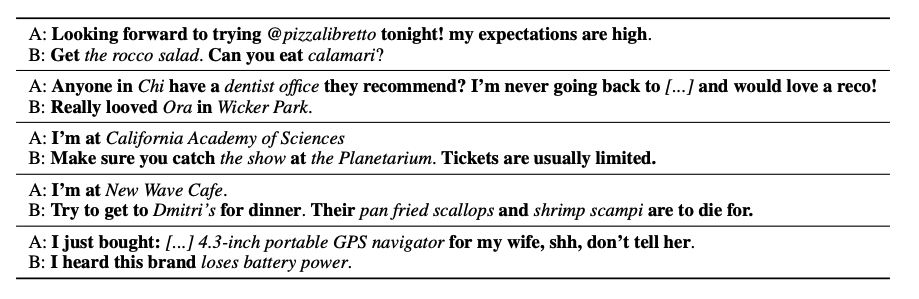 A: Looking forward to trying @pizzalibretto tonight! my expectations are high.
B: Get the rocco salad. Can you eat calamari?
A: Anyone in Chi have a dentist office they recommend? I'm never going back to [...] and would love a reco!
B: Really looved Ora in Wicker Park.
A: I'm at California Academy of Sciences
B: Make sure you catch the show at the Planetarium. Tickets are usually limited.
A: I'm at New Wave Cafe.
B: Try to get to Dmitri's for dinner. Their pan fried scallops and shrimp scampi are to die for.
A: I just bought: [...] 4.3-inch portable GPS navigator for my wife, shh, don't tell her.
B: I heard this brand loses battery power.